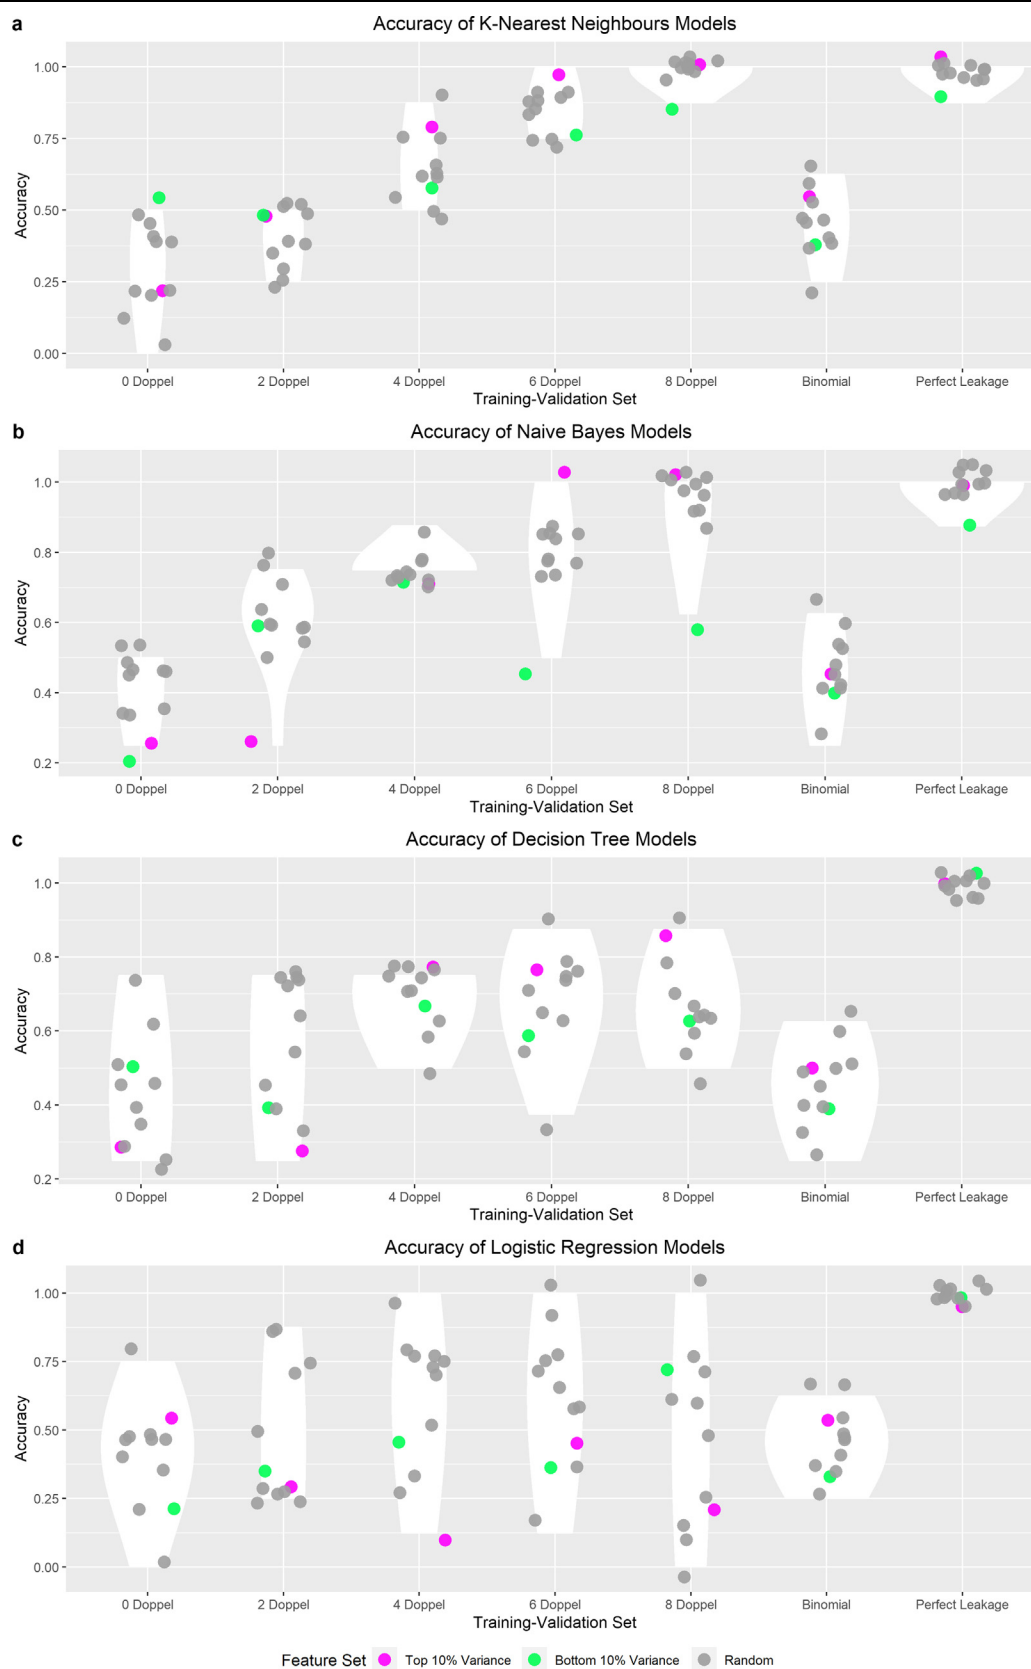 a
Accuracy of K-Nearest Neighbours Models
Accuracy
1.00
0.75
0.50
0.25
0.00
0 Doppel 2 Doppel 4 Doppel 6 Doppel 8 Doppel Binomial Perfect Leakage
Training-Validation Set
b
Accuracy of Naive Bayes Models
Accuracy
1.0
0.8
0.6
0.4
0.2
0 Doppel 2 Doppel 4 Doppel 6 Doppel 8 Doppel Binomial Perfect Leakage
Training-Validation Set
c
Accuracy of Decision Tree Models
Accuracy
1.0
0.8
0.6
0.4
0.2
0 Doppel 2 Doppel 4 Doppel 6 Doppel 8 Doppel Binomial Perfect Leakage
Training-Validation Set
d
Accuracy of Logistic Regression Models
Accuracy
1.00
0.75
0.50
0.25
0.00
0 Doppel 2 Doppel 4 Doppel 6 Doppel 8 Doppel Binomial Perfect Leakage
Training-Validation Set
Feature Set Top 10% Variance Bottom 10% Variance Random